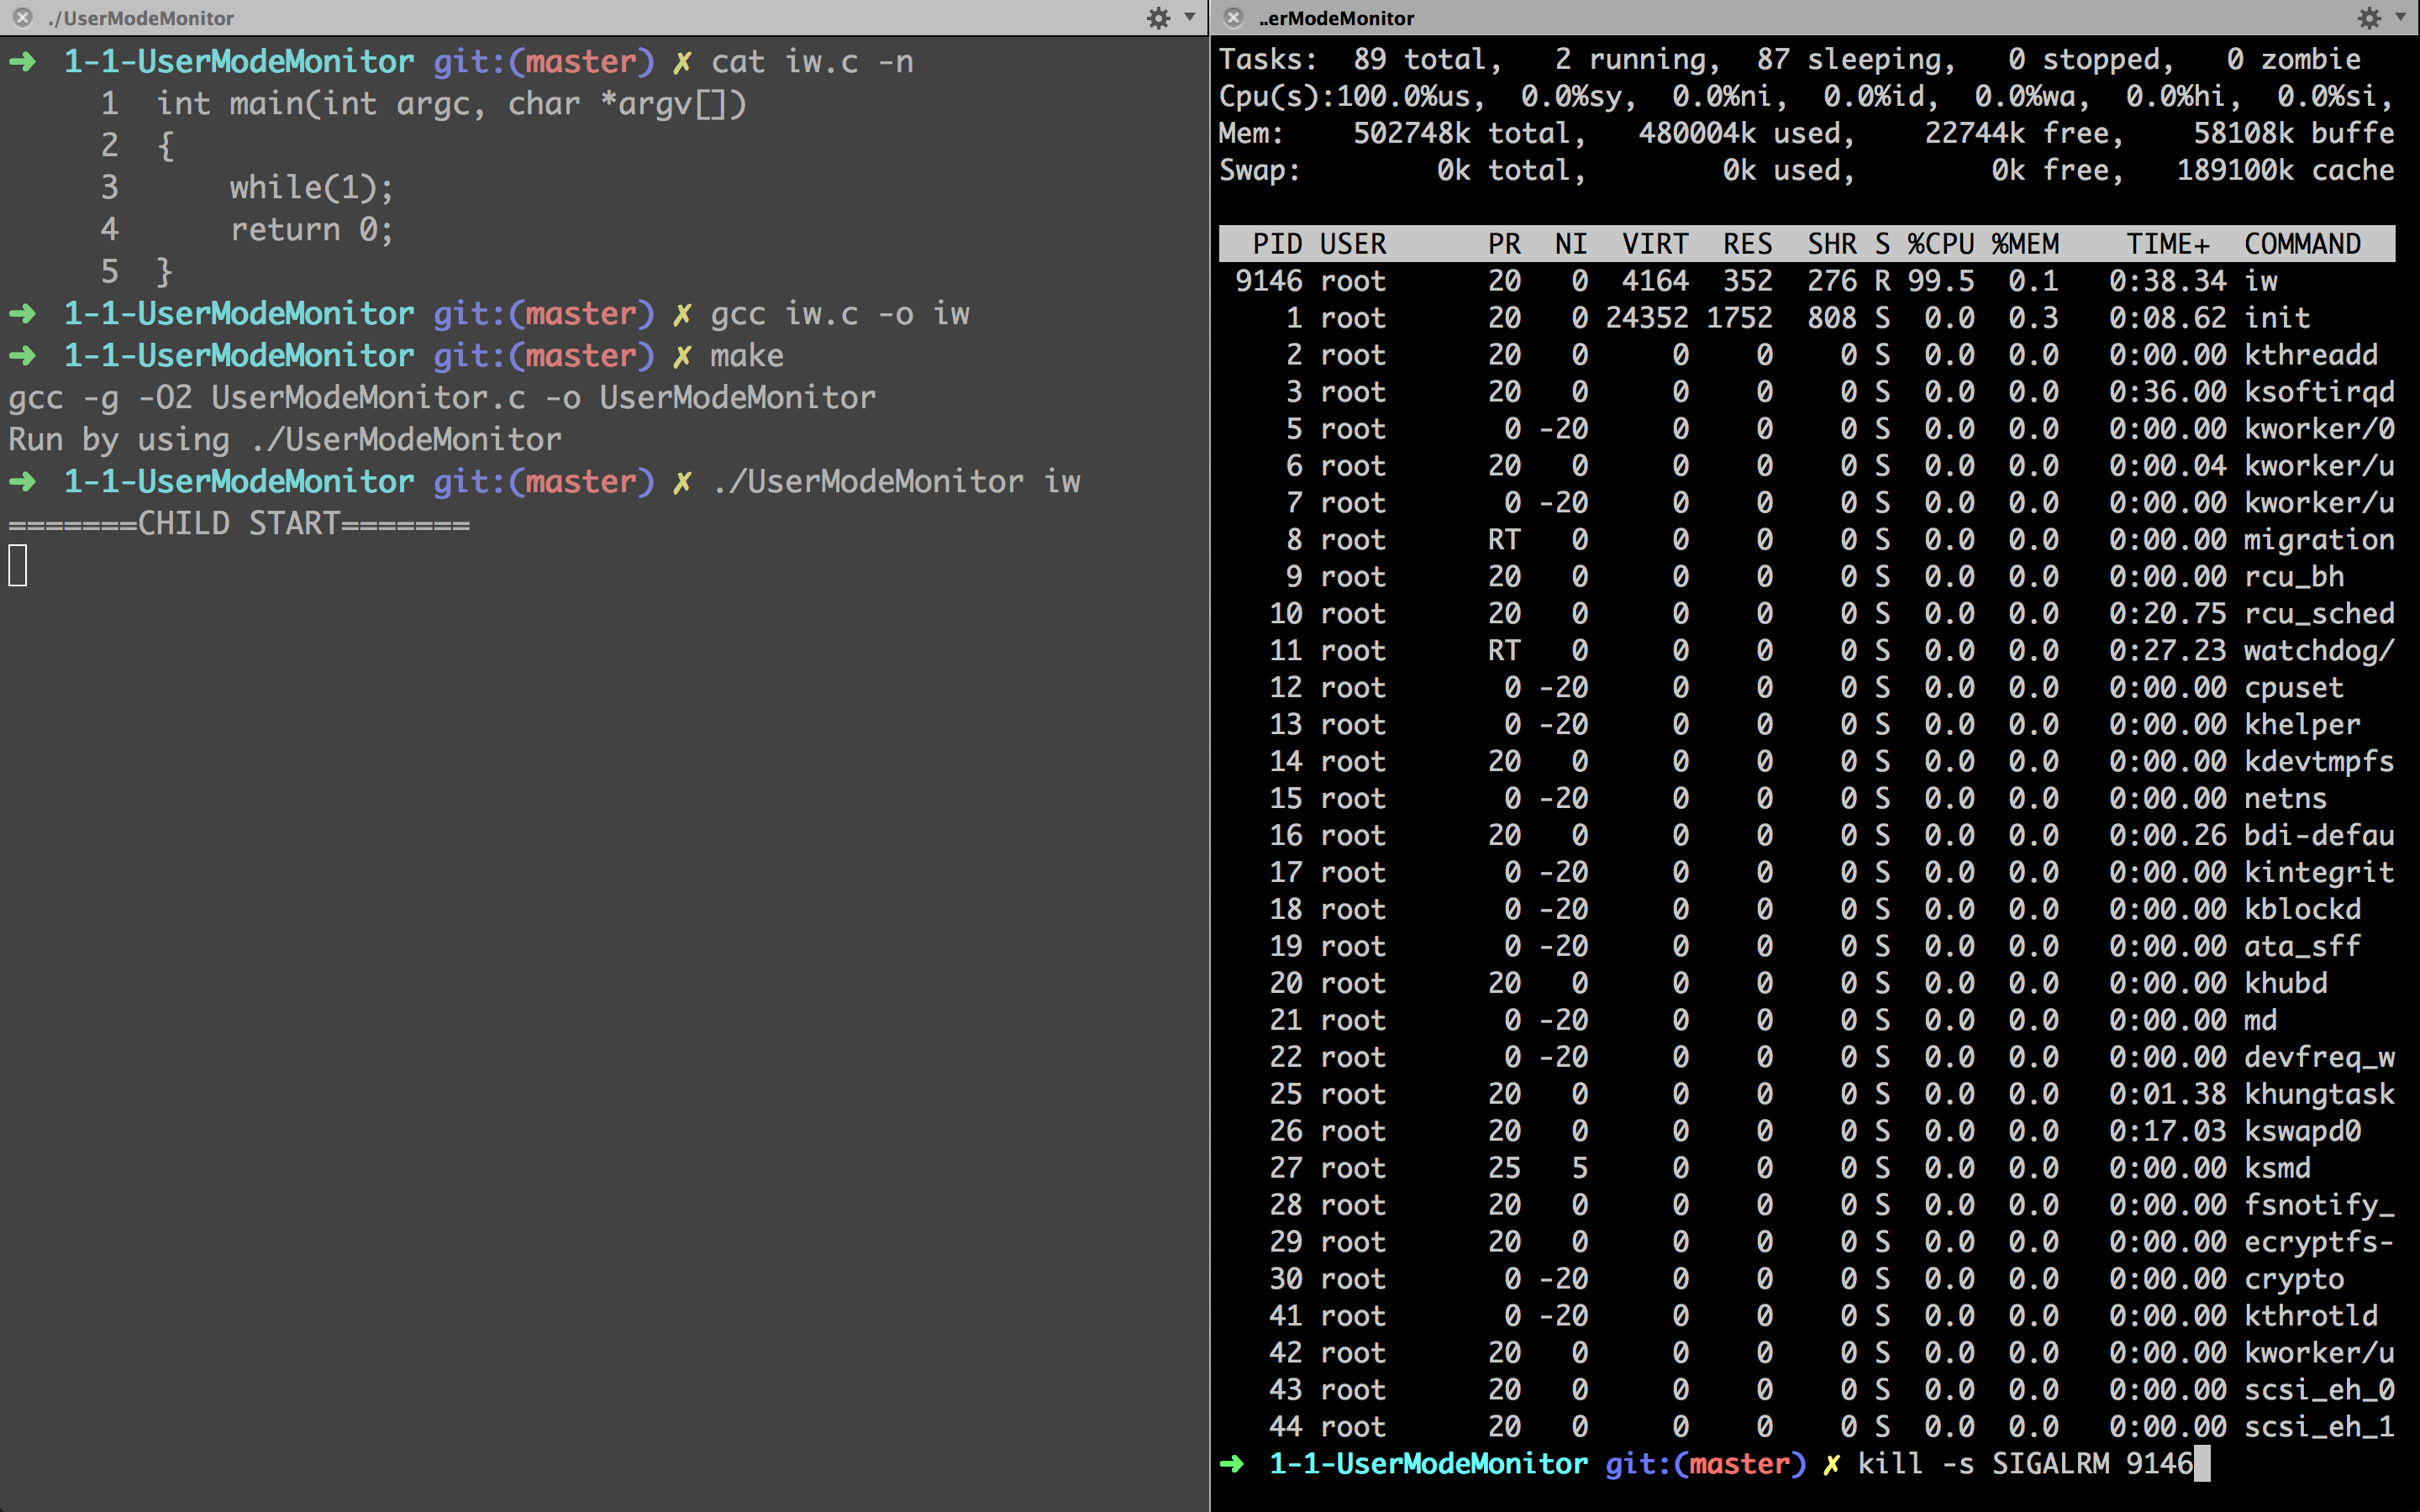 ./UserModeMonitor
➜  1-1-UserModeMonitor git:(master) ✗ cat iw.c -n
     1  int main(int argc, char *argv[])
     2  {
     3      while(1);
     4      return 0;
     5  }
➜  1-1-UserModeMonitor git:(master) ✗ gcc iw.c -o iw
➜  1-1-UserModeMonitor git:(master) ✗ make
gcc -g -O2 UserModeMonitor.c -o UserModeMonitor
Run by using ./UserModeMonitor
➜  1-1-UserModeMonitor git:(master) ✗ ./UserModeMonitor iw
=======CHILD START=======
..erModeMonitor
Tasks:  89 total,   2 running,  87 sleeping,   0 stopped,   0 zombie
Cpu(s):100.0%us,  0.0%sy,  0.0%ni,  0.0%id,  0.0%wa,  0.0%hi,  0.0%si,
Mem:    502748k total,   480004k used,    22744k free,    58108k buffe
Swap:        0k total,        0k used,        0k free,   189100k cache
  PID USER      PR  NI  VIRT  RES  SHR S %CPU %MEM    TIME+  COMMAND
 9146 root      20   0  4164  352  276 R 99.5  0.1   0:38.34 iw
    1 root      20   0 24352 1752  808 S  0.0  0.3   0:08.62 init
    2 root      20   0     0    0    0 S  0.0  0.0   0:00.00 kthreadd
    3 root      20   0     0    0    0 S  0.0  0.0   0:36.00 ksoftirqd
    5 root       0 -20     0    0    0 S  0.0  0.0   0:00.00 kworker/0
    6 root      20   0     0    0    0 S  0.0  0.0   0:00.04 kworker/u
    7 root       0 -20     0    0    0 S  0.0  0.0   0:00.00 kworker/u
    8 root      RT   0     0    0    0 S  0.0  0.0   0:00.00 migration
    9 root      20   0     0    0    0 S  0.0  0.0   0:00.00 rcu_bh
   10 root      20   0     0    0    0 S  0.0  0.0   0:20.75 rcu_sched
   11 root      RT   0     0    0    0 S  0.0  0.0   0:27.23 watchdog/
   12 root       0 -20     0    0    0 S  0.0  0.0   0:00.00 cpuset
   13 root       0 -20     0    0    0 S  0.0  0.0   0:00.00 khelper
   14 root      20   0     0    0    0 S  0.0  0.0   0:00.00 kdevtmpfs
   15 root       0 -20     0    0    0 S  0.0  0.0   0:00.00 netns
   16 root      20   0     0    0    0 S  0.0  0.0   0:00.26 bdi-defau
   17 root       0 -20     0    0    0 S  0.0  0.0   0:00.00 kintegrit
   18 root       0 -20     0    0    0 S  0.0  0.0   0:00.00 kblockd
   19 root       0 -20     0    0    0 S  0.0  0.0   0:00.00 ata_sff
   20 root      20   0     0    0    0 S  0.0  0.0   0:00.00 khubd
   21 root       0 -20     0    0    0 S  0.0  0.0   0:00.00 md
   22 root       0 -20     0    0    0 S  0.0  0.0   0:00.00 devfreq_w
   25 root      20   0     0    0    0 S  0.0  0.0   0:01.38 khungtask
   26 root      20   0     0    0    0 S  0.0  0.0   0:17.03 kswapd0
   27 root      25   5     0    0    0 S  0.0  0.0   0:00.00 ksmd
   28 root      20   0     0    0    0 S  0.0  0.0   0:00.00 fsnotify_
   29 root      20   0     0    0    0 S  0.0  0.0   0:00.00 ecryptfs-
   30 root       0 -20     0    0    0 S  0.0  0.0   0:00.00 crypto
   41 root       0 -20     0    0    0 S  0.0  0.0   0:00.00 kthrotld
   42 root      20   0     0    0    0 S  0.0  0.0   0:00.00 kworker/u
   43 root      20   0     0    0    0 S  0.0  0.0   0:00.00 scsi_eh_0
   44 root      20   0     0    0    0 S  0.0  0.0   0:00.00 scsi_eh_1
➜  1-1-UserModeMonitor git:(master) ✗ kill -s SIGALRM 9146